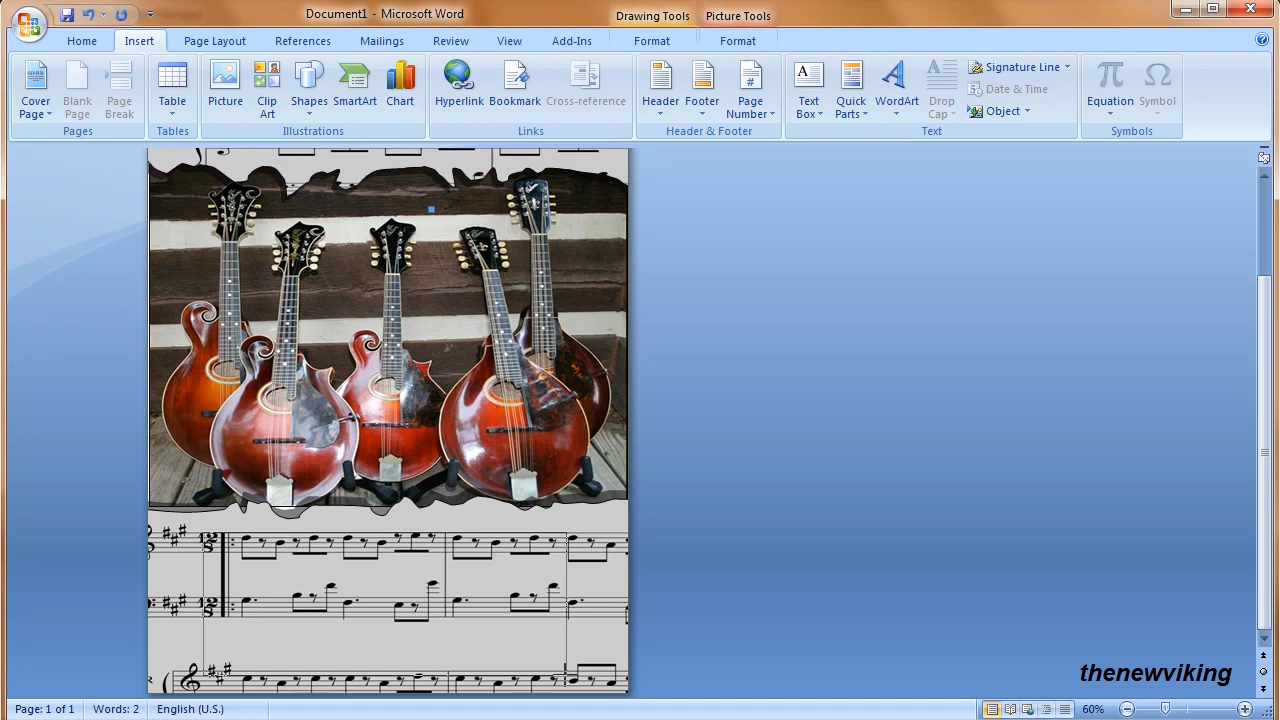 Document1 - Microsoft Word
Drawing Tools
Picture Tools
Home
Insert
Page Layout
References
Mailings
Review
View
Add-Ins
Format
Format
Cover Page
Blank Page
Page Break
Table
Picture
Clip Art
Shapes
SmartArt
Chart
Hyperlink
Bookmark
Cross-reference
Header
Footer
Page Number
Text Box
Quick Parts
WordArt
Drop Cap
Signature Line
Date & Time
Object
Equation
Symbol
Pages
Tables
Illustrations
Links
Header & Footer
Text
Symbols
thenewviking
Page: 1 of 1
Words: 2
English (U.S.)
60%